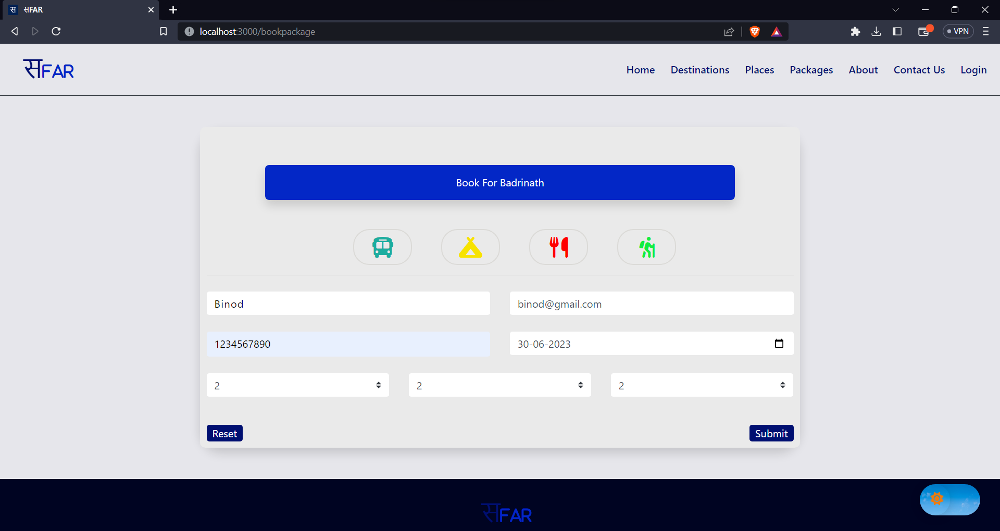 सFAR
localhost:3000/bookpackage
VPN
सFAR
Home Destinations Places Packages About Contact Us Login
Book For Badrinath
Binod binod@gmail.com
1234567890 30-06-2023
2 2 2
Reset Submit
सFAR